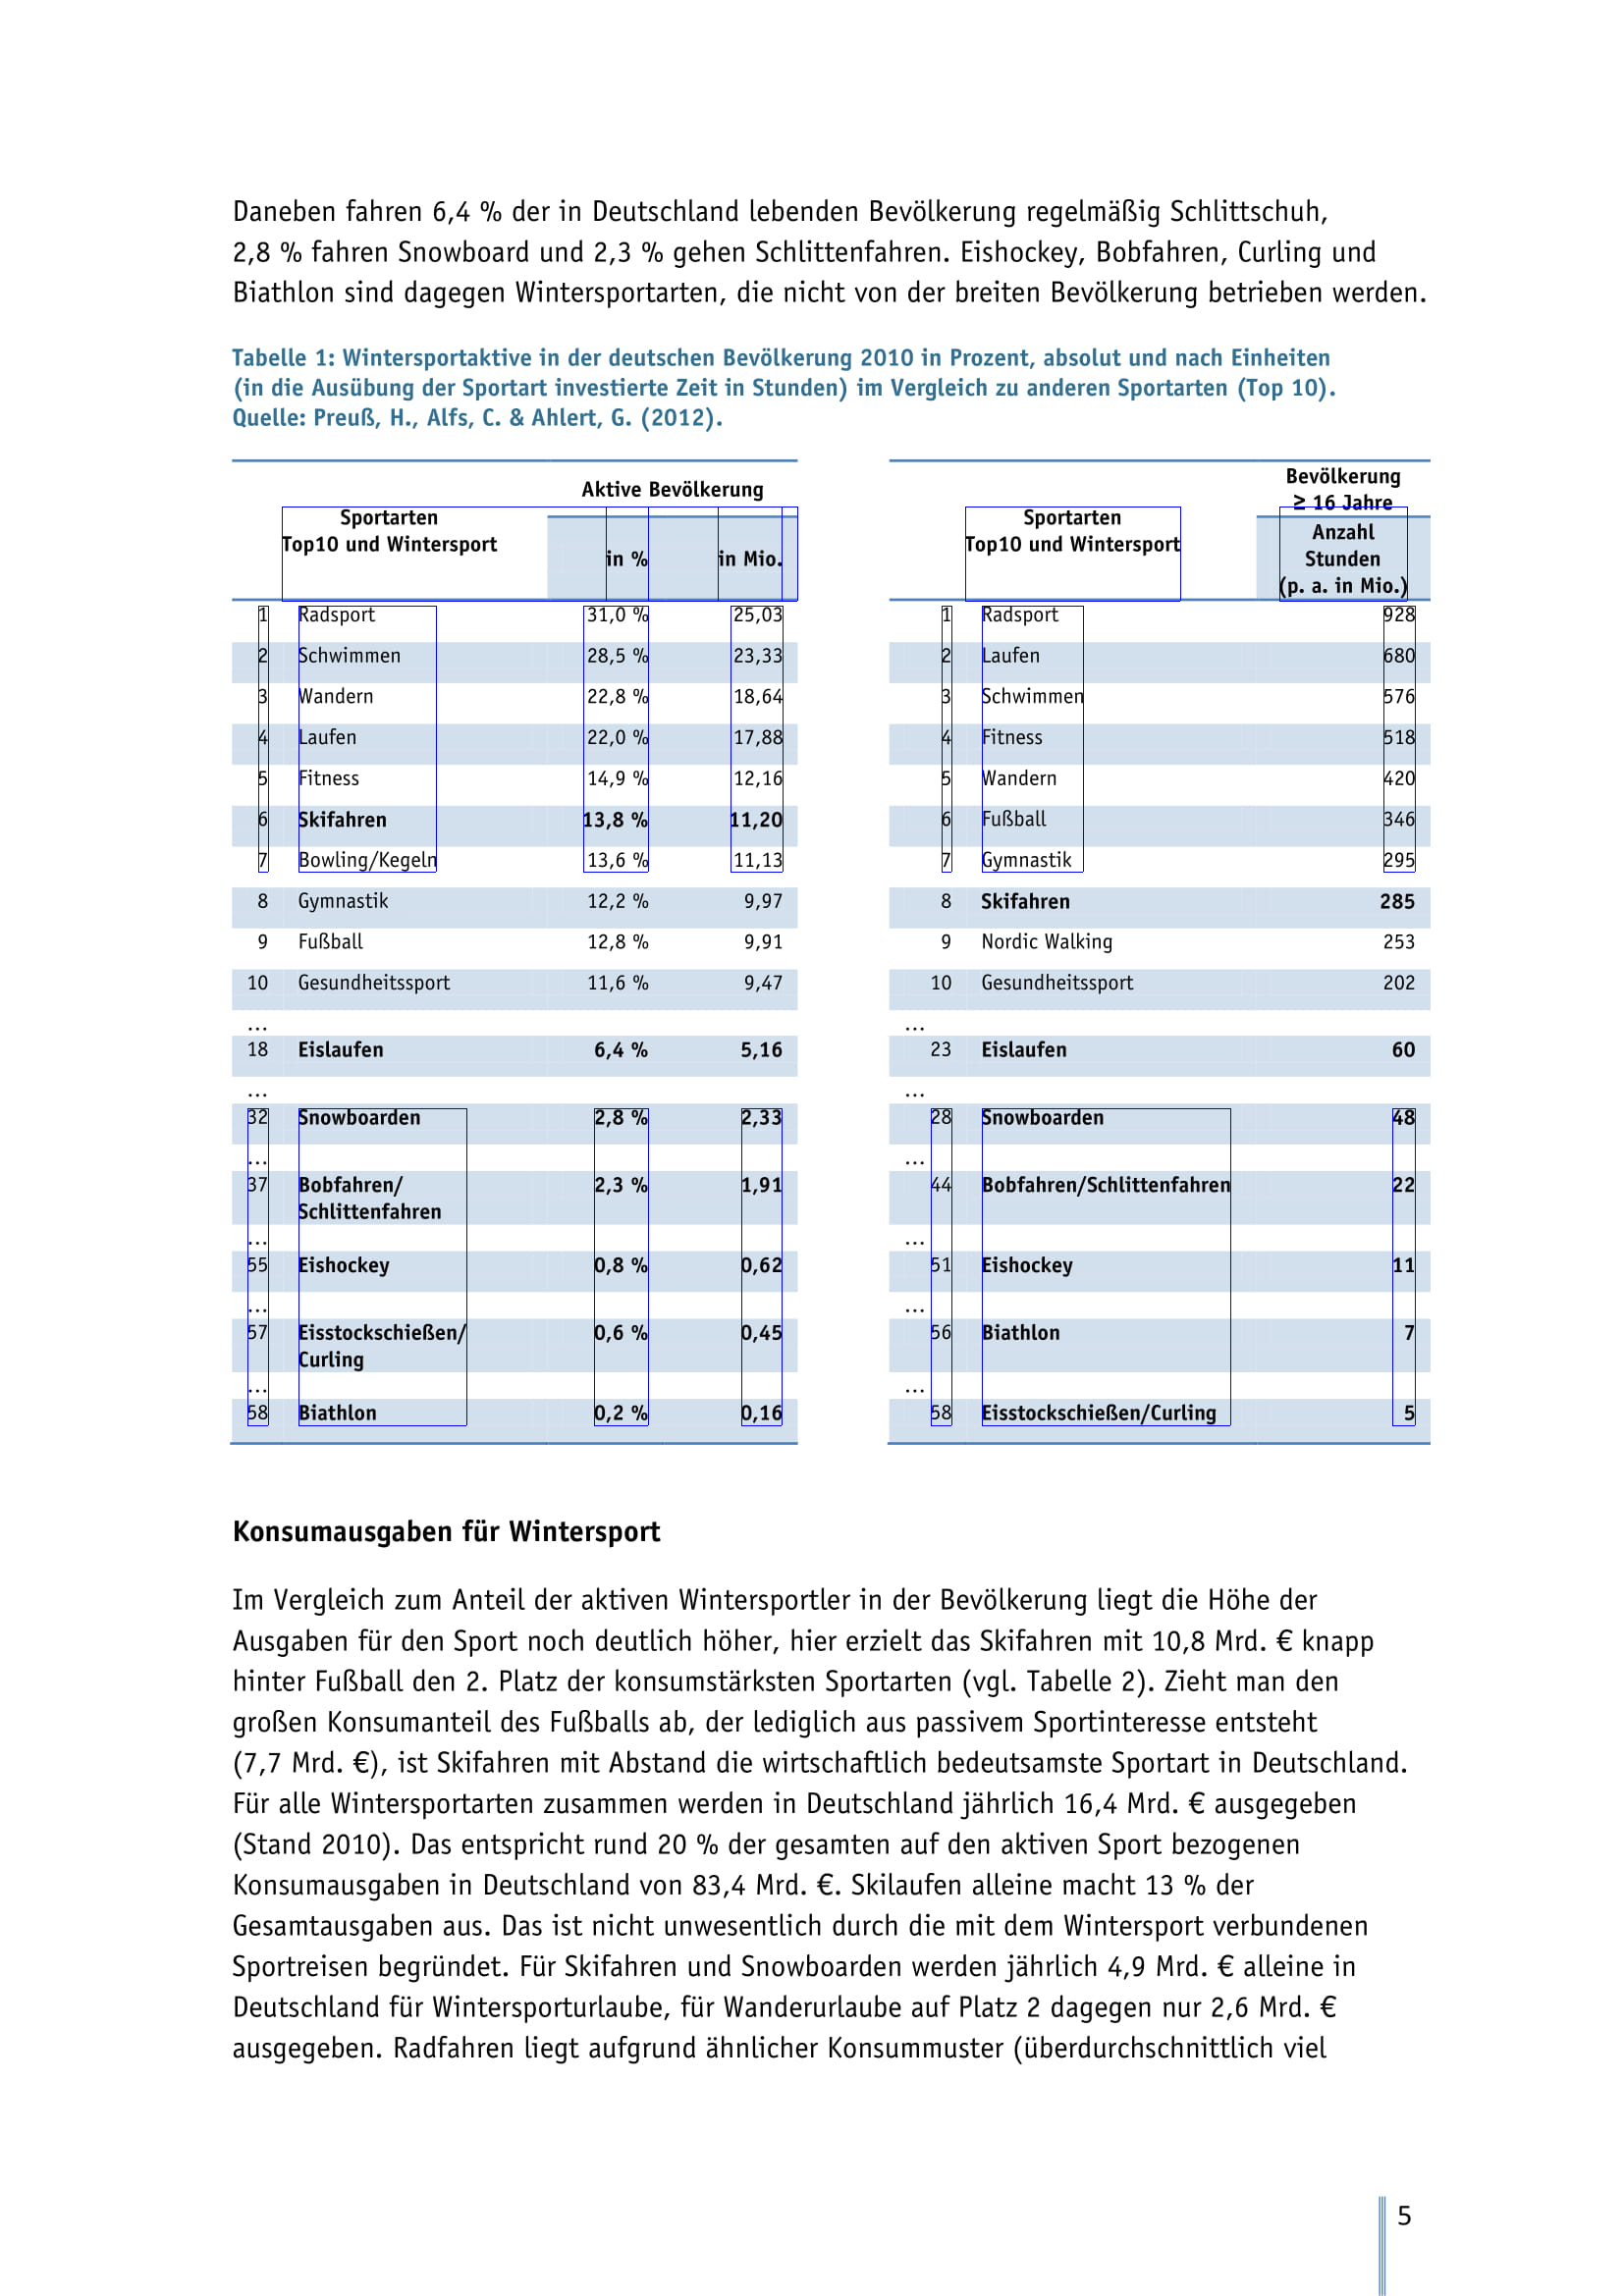 Daneben fahren 6,4 % der in Deutschland lebenden Bevölkerung regelmäßig Schlittschuh,
2,8 % fahren Snowboard und 2,3 % gehen Schlittenfahren. Eishockey, Bobfahren, Curling und
Biathlon sind dagegen Wintersportarten, die nicht von der breiten Bevölkerung betrieben werden.
Tabelle 1: Wintersportaktive in der deutschen Bevölkerung 2010 in Prozent, absolut und nach Einheiten
(in die Ausübung der Sportart investierte Zeit in Stunden) im Vergleich zu anderen Sportarten (Top 10).
Quelle: Preuß, H., Alfs, C. & Ahlert, G. (2012).
Sportarten
Top10 und Wintersport
Aktive Bevölkerung
in % in Mio.
1 Radsport 31,0 % 25,03
2 Schwimmen 28,5 % 23,33
3 Wandern 22,8 % 18,64
4 Laufen 22,0 % 17,88
5 Fitness 14,9 % 12,16
6 Skifahren 13,8 % 11,20
7 Bowling/Kegeln 13,6 % 11,13
8 Gymnastik 12,2 % 9,97
9 Fußball 12,8 % 9,91
10 Gesundheitssport 11,6 % 9,47
...
18 Eislaufen 6,4 % 5,16
...
32 Snowboarden 2,8 % 2,33
...
37 Bobfahren/ 2,3 % 1,91
Schlittenfahren
...
55 Eishockey 0,8 % 0,62
...
57 Eisstockschießen/ 0,6 % 0,45
Curling
...
58 Biathlon 0,2 % 0,16
Sportarten
Top10 und Wintersport
Bevölkerung
≥ 16 Jahre
Anzahl
Stunden
(p. a. in Mio.)
1 Radsport 928
2 Laufen 680
3 Schwimmen 576
4 Fitness 518
5 Wandern 420
6 Fußball 346
7 Gymnastik 295
8 Skifahren 285
9 Nordic Walking 253
10 Gesundheitssport 202
...
23 Eislaufen 60
...
28 Snowboarden 48
...
44 Bobfahren/Schlittenfahren 22
...
51 Eishockey 11
...
56 Biathlon 7
...
58 Eisstockschießen/Curling 5
Konsumausgaben für Wintersport
Im Vergleich zum Anteil der aktiven Wintersportler in der Bevölkerung liegt die Höhe der
Ausgaben für den Sport noch deutlich höher, hier erzielt das Skifahren mit 10,8 Mrd. € knapp
hinter Fußball den 2. Platz der konsumstärksten Sportarten (vgl. Tabelle 2). Zieht man den
großen Konsumanteil des Fußballs ab, der lediglich aus passivem Sportinteresse entsteht
(7,7 Mrd. €), ist Skifahren mit Abstand die wirtschaftlich bedeutsamste Sportart in Deutschland.
Für alle Wintersportarten zusammen werden in Deutschland jährlich 16,4 Mrd. € ausgegeben
(Stand 2010). Das entspricht rund 20 % der gesamten auf den aktiven Sport bezogenen
Konsumausgaben in Deutschland von 83,4 Mrd. €. Skilaufen alleine macht 13 % der
Gesamtausgaben aus. Das ist nicht unwesentlich durch die mit dem Wintersport verbundenen
Sportreisen begründet. Für Skifahren und Snowboarden werden jährlich 4,9 Mrd. € alleine in
Deutschland für Wintersporturlaube, für Wanderurlaube auf Platz 2 dagegen nur 2,6 Mrd. €
ausgegeben. Radfahren liegt aufgrund ähnlicher Konsummuster (überdurchschnittlich viel
5